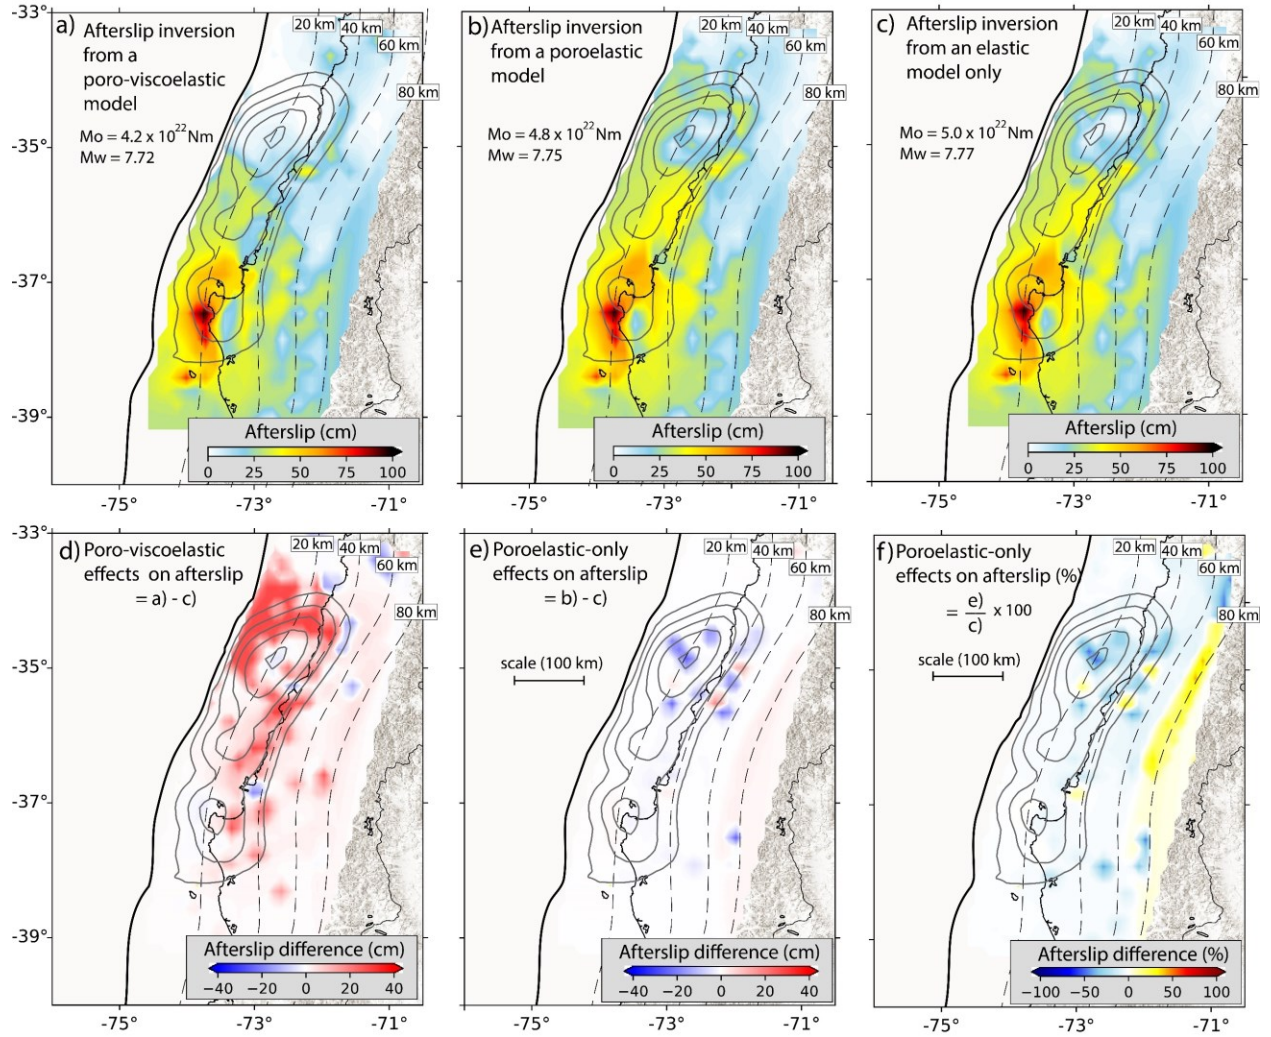 a) Afterslip inversion
from a
poro-viscoelastic
model
Mo = 4.2 x 10²² Nm
Mw = 7.72
20 km
40 km
60 km
80 km
-33°
-35°
-37°
-39°
Afterslip (cm)
0 25 50 75 100
-75° -73° -71°
b) Afterslip inversion
from a poroelastic
model
Mo = 4.8 x 10²² Nm
Mw = 7.75
20 km
40 km
60 km
80 km
Afterslip (cm)
0 25 50 75 100
-75° -73° -71°
c) Afterslip inversion
from an elastic
model only
Mo = 5.0 x 10²² Nm
Mw = 7.77
20 km
40 km
60 km
80 km
Afterslip (cm)
0 25 50 75 100
-75° -73° -71°
d) Poro-viscoelastic
effects on afterslip
= a) - c)
20 km
40 km
60 km
80 km
-33°
-35°
-37°
-39°
Afterslip difference (cm)
−40 −20 0 20 40
-75° -73° -71°
e) Poroelastic-only
effects on afterslip
= b) - c)
scale (100 km)
20 km
40 km
60 km
80 km
Afterslip difference (cm)
−40 −20 0 20 40
-75° -73° -71°
f) Poroelastic-only
effects on afterslip (%)
= e)/c) x 100
scale (100 km)
20 km
40 km
60 km
80 km
Afterslip difference (%)
−100 −50 0 50 100
-75° -73° -71°